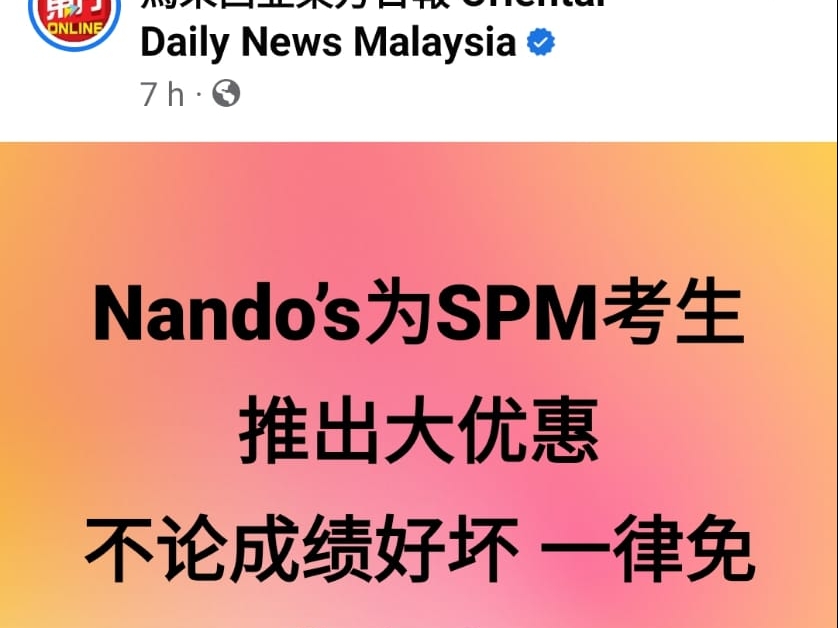 ONLINE
Oriental
Daily News Malaysia
7 h ·
Nando’s为SPM考生
推出大优惠
不论成绩好坏 一律免